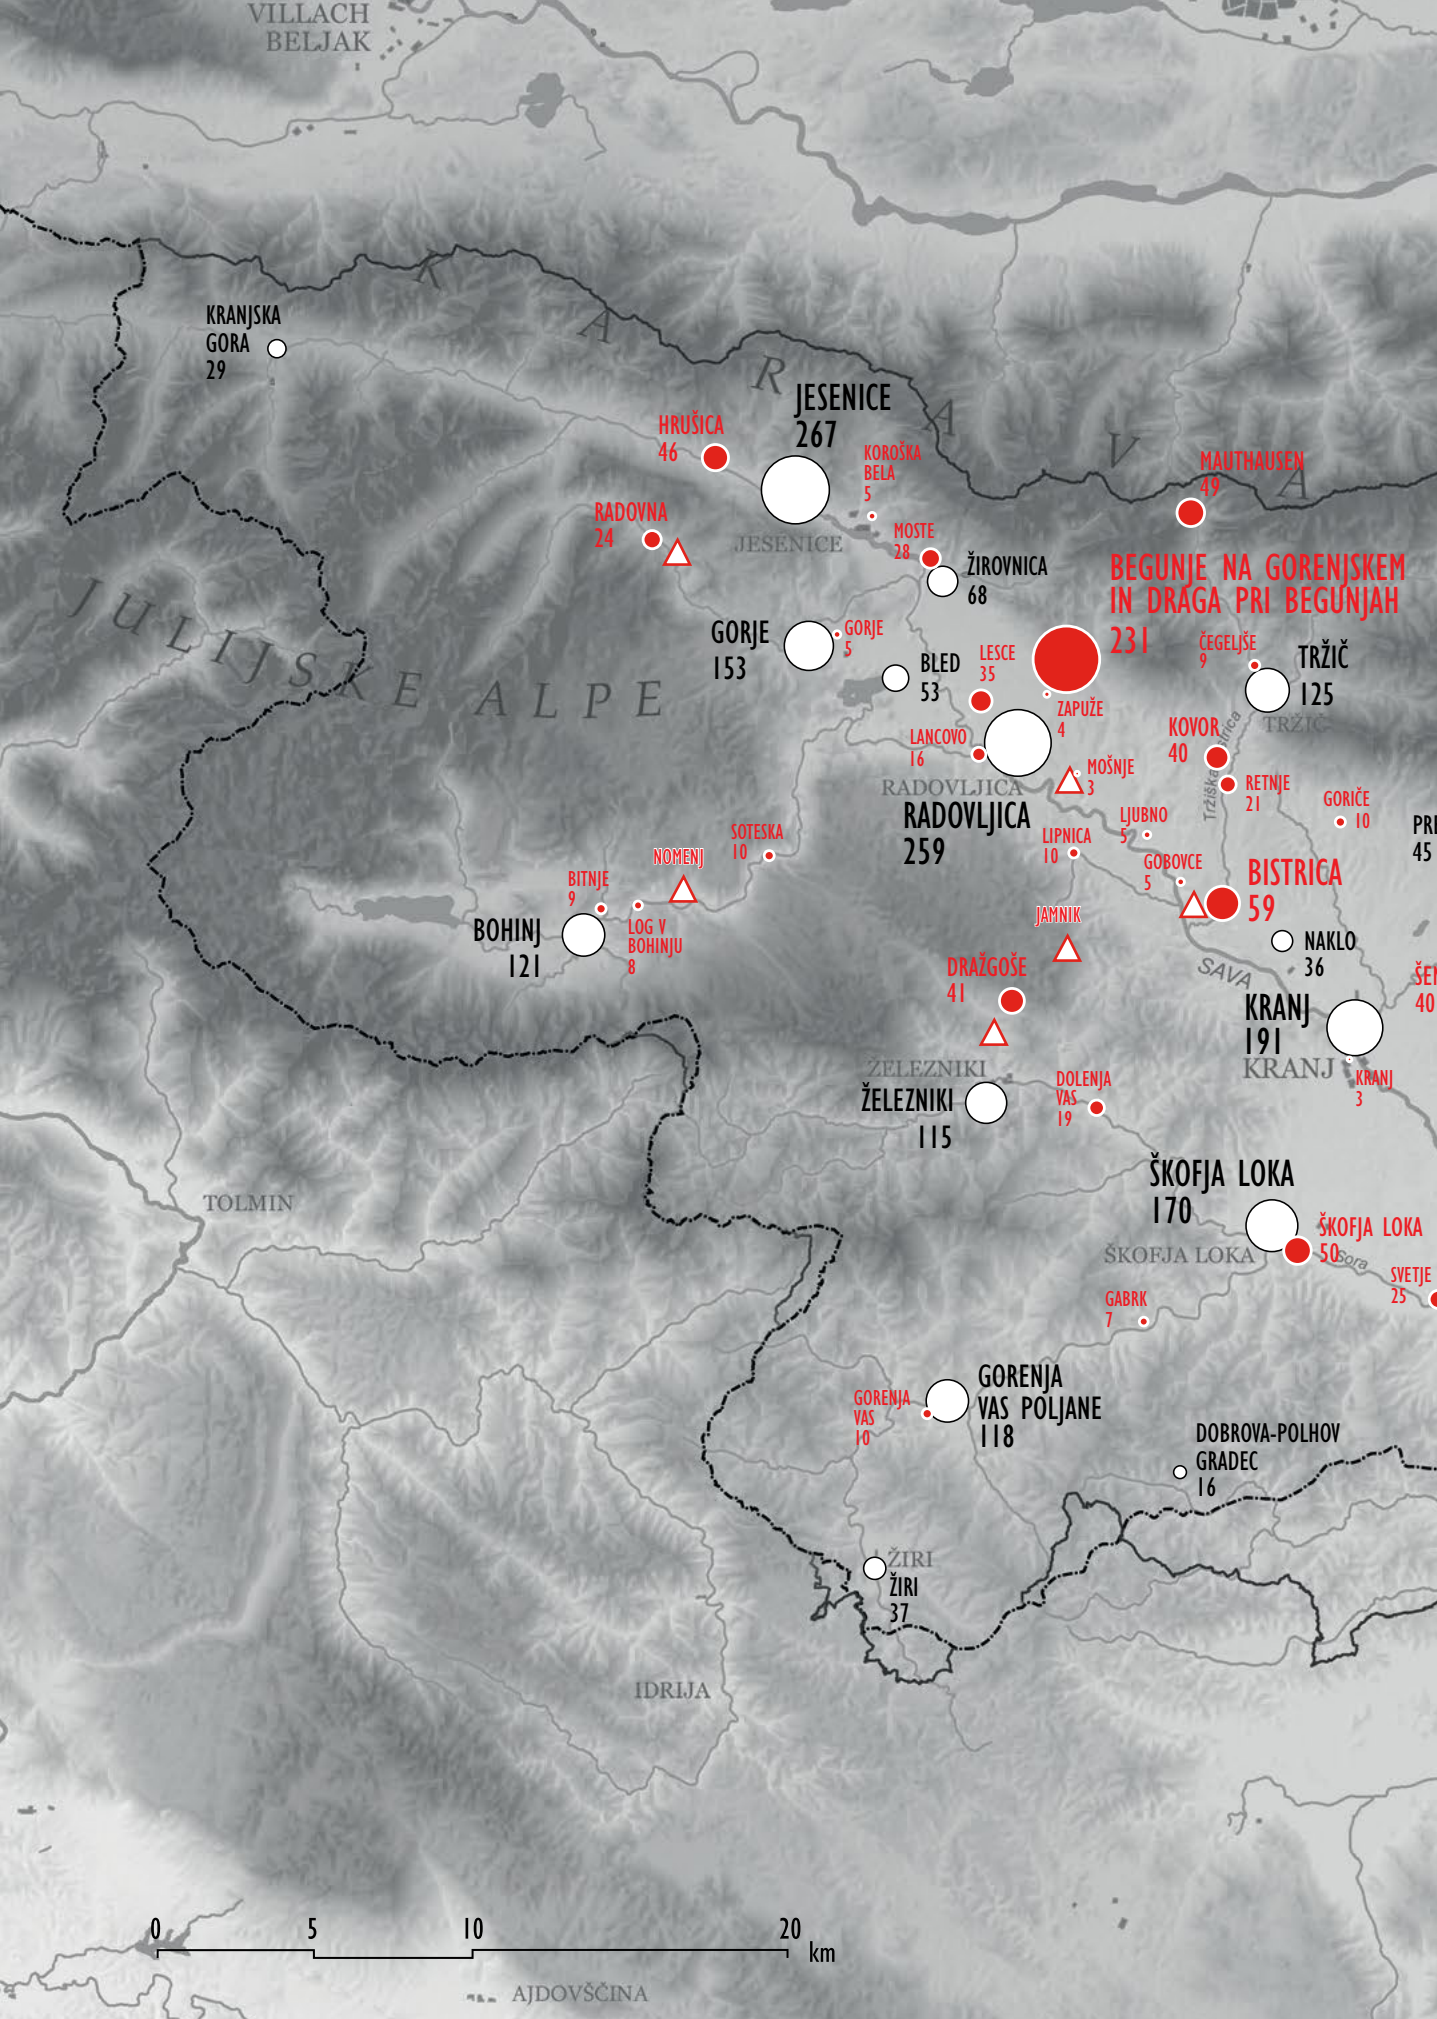 VILLACH
BELJAK
K A R A V A
KRANJSKA
GORA
29
JESENICE
267
HRUŠICA
46
KOROŠKA
BELA
5
MAUTHAUSEN
49
RADOVNA
24
JESENICE
MOSTE
28
ŽIROVNICA
68
BEGUNJE NA GORENJSKEM
IN DRAGA PRI BEGUNJAH
231
JULIJSKE ALPE
GORJE
153
GORJE
5
BLED
53
LESCE
35
ČEGELJŠE
9
TRŽIČ
125
TRŽIČ
ZAPUŽE
4
LANCOVO
16
KOVOR
40
MOŠNJE
3
RADOVLJICA
RADOVLJICA
259
RETNJE
21
Tržiška
GORIČE
10
LJUBNO
5
LIPNICA
10
SOTESKA
10
NOMENJ
GOBOVCE
5
BISTRICA
59
BITNJE
9
BOHINJ
121
LOG V
BOHINJU
8
JAMNIK
NAKLO
36
SAVA
DRAŽGOŠE
41
KRANJ
191
KRANJ
KRANJ
3
40
45
ŽELEZNIKI
ŽELEZNIKI
115
DOLENJA
VAS
19
ŠKOFJA LOKA
170
TOLMIN
ŠKOFJA LOKA
50
Sora
ŠKOFJA LOKA
SVETJE
25
GABRK
7
GORENJA
VAS POLJANE
118
GORENJA
VAS
10
DOBROVA-POLHOV
GRADEC
16
ŽIRI
ŽIRI
37
IDRIJA
0 5 10 20
km
AJDOVŠČINA